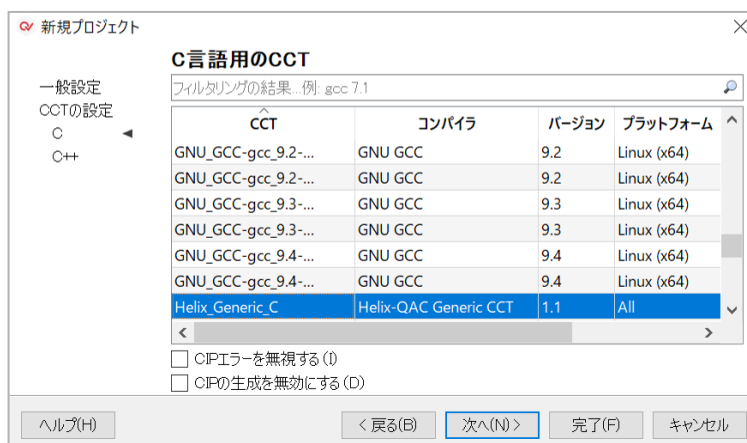 新規プロジェクト
C言語用のCCT
一般設定
CCTの設定
C
C++
フィルタリングの結果...例: gcc 7.1
CCT コンパイラ バージョン プラットフォーム
GNU_GCC-gcc_9.2-... GNU GCC 9.2 Linux (x64)
GNU_GCC-gcc_9.2-... GNU GCC 9.2 Linux (x64)
GNU_GCC-gcc_9.3-... GNU GCC 9.3 Linux (x64)
GNU_GCC-gcc_9.3-... GNU GCC 9.3 Linux (x64)
GNU_GCC-gcc_9.4-... GNU GCC 9.4 Linux (x64)
GNU_GCC-gcc_9.4-... GNU GCC 9.4 Linux (x64)
Helix_Generic_C Helix-QAC Generic CCT 1.1 All
CIPエラーを無視する(I)
CIPの生成を無効にする(D)
ヘルプ(H) < 戻る(B) 次へ(N) > 完了(F) キャンセル